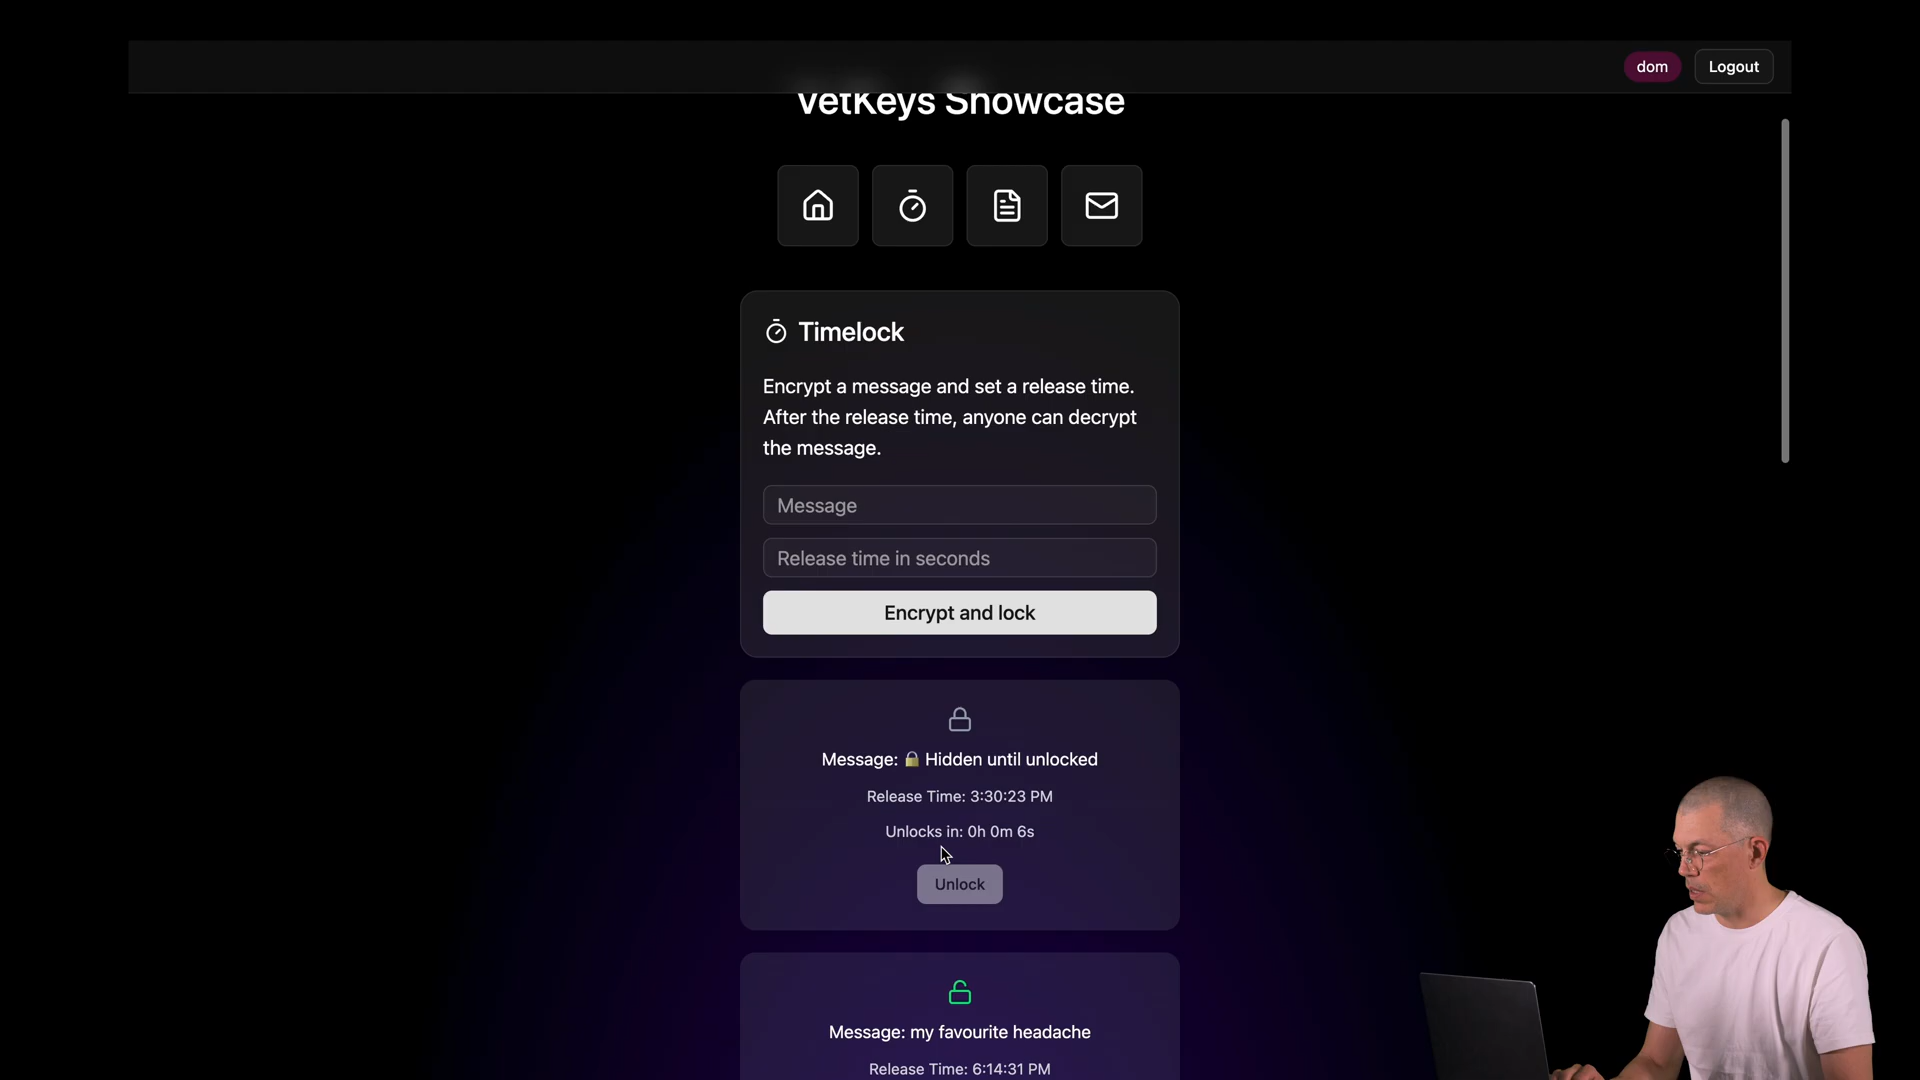 dom
Logout
VetKeys Showcase
Timelock
Encrypt a message and set a release time.
After the release time, anyone can decrypt
the message.
Message
Release time in seconds
Encrypt and lock
Message: 🔒 Hidden until unlocked
Release Time: 3:30:23 PM
Unlocks in: 0h 0m 6s
Unlock
Message: my favourite headache
Release Time: 6:14:31 PM